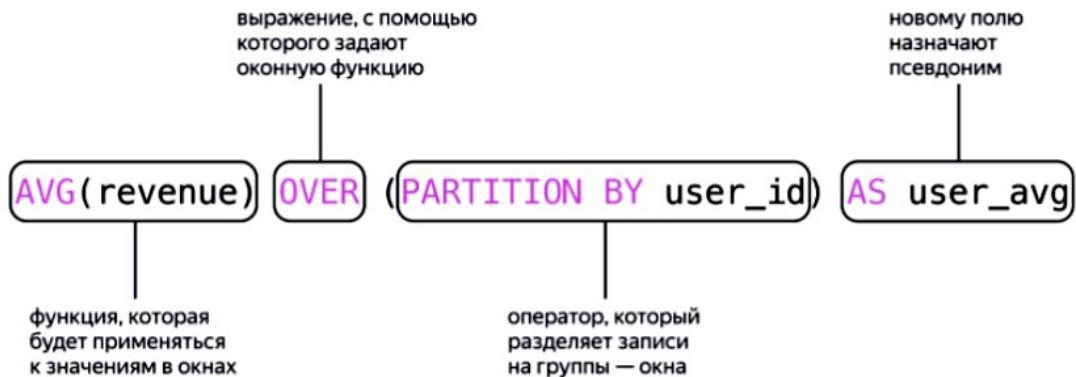 выражение, с помощью
которого задают
оконную функцию
новому полю
назначают
псевдоним
AVG(revenue) OVER (PARTITION BY user_id) AS user_avg
функция, которая
будет применяться
к значениям в окнах
оператор, который
разделяет записи
на группы — окна